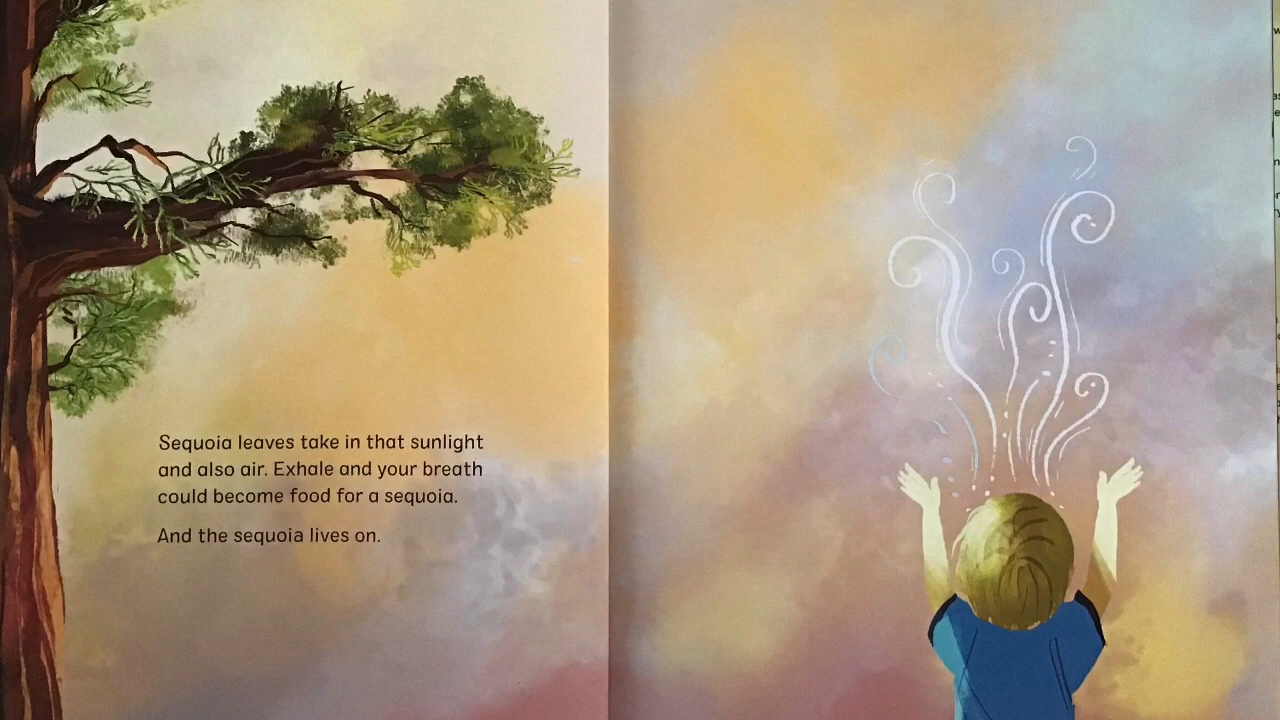 Sequoia leaves take in that sunlight
and also air. Exhale and your breath
could become food for a sequoia.
And the sequoia lives on.